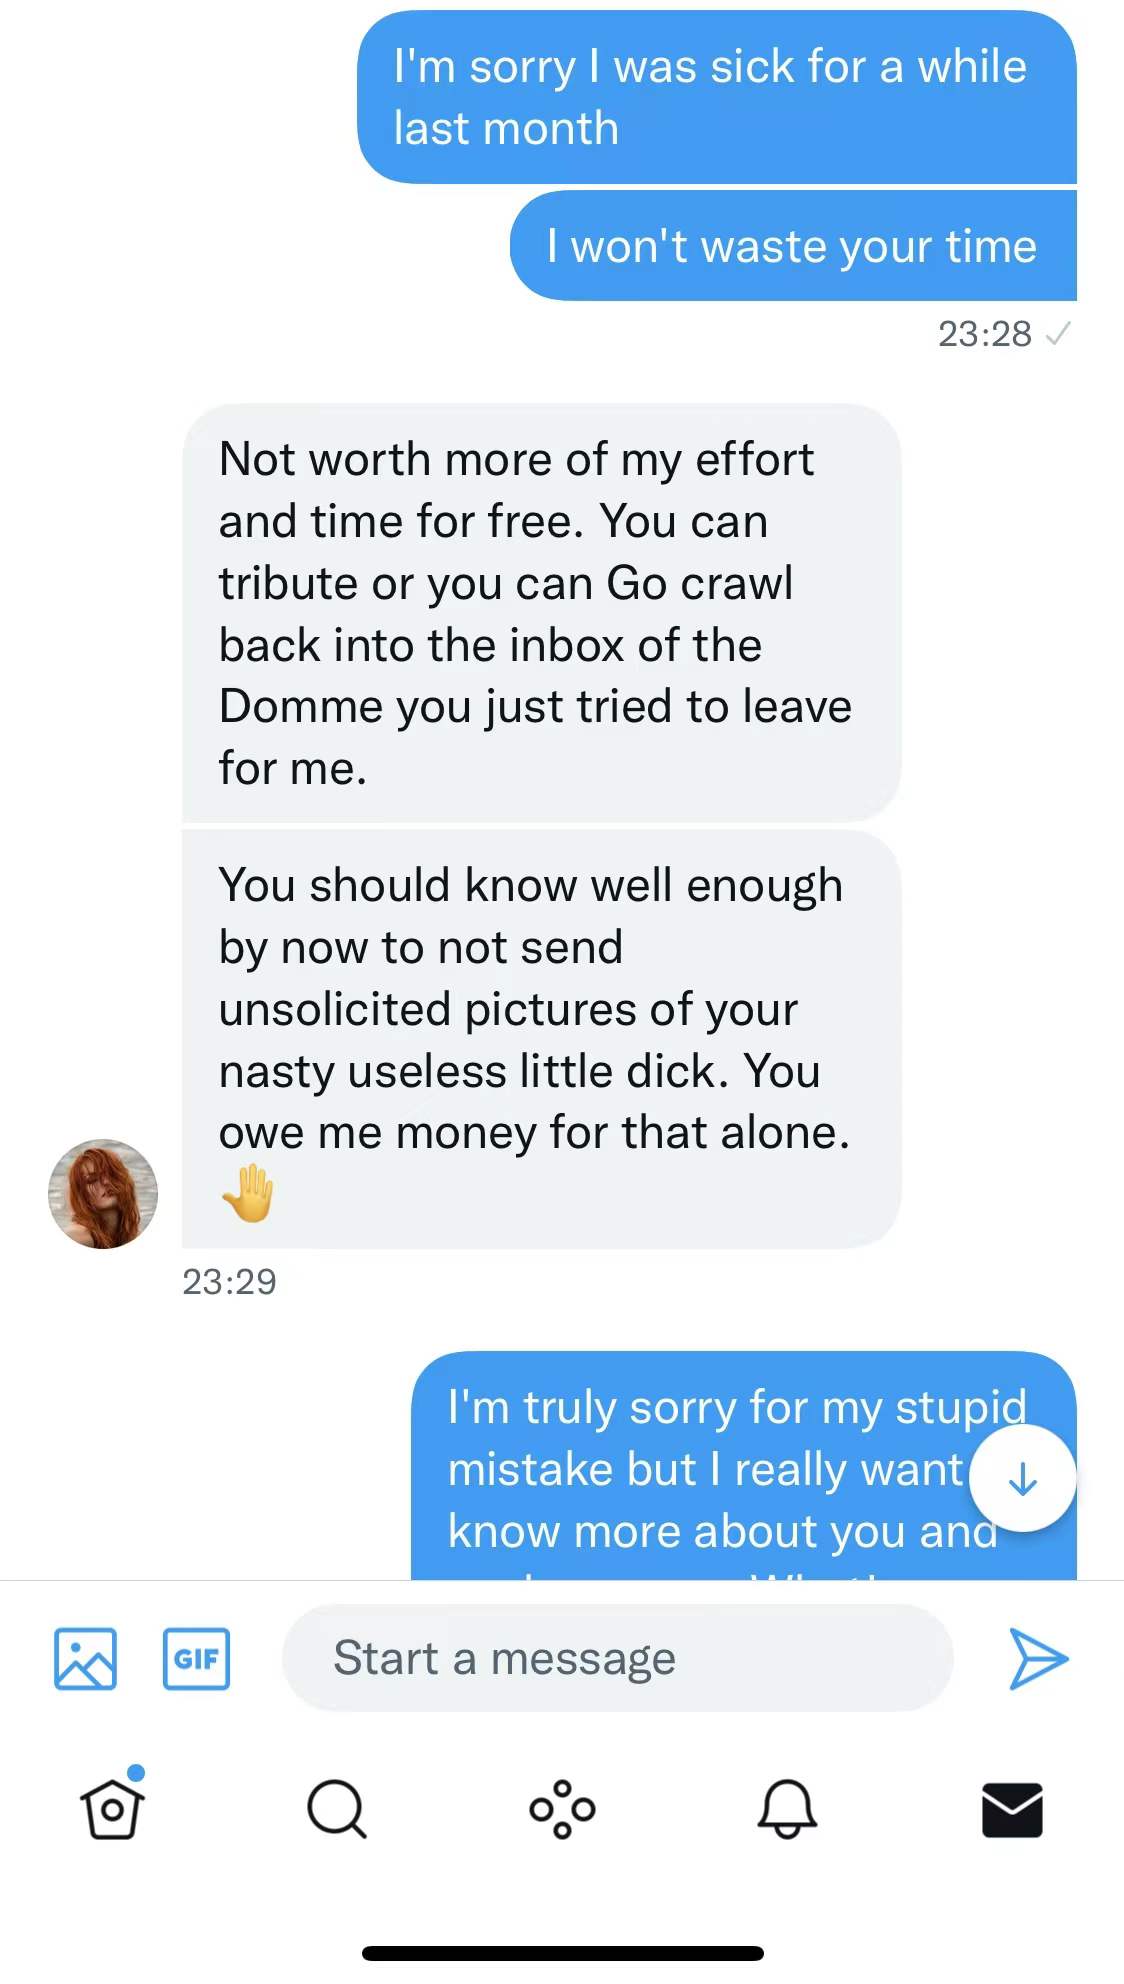 I'm sorry I was sick for a while
last month
I won't waste your time
23:28
Not worth more of my effort
and time for free. You can
tribute or you can Go crawl
back into the inbox of the
Domme you just tried to leave
for me.
You should know well enough
by now to not send
unsolicited pictures of your
nasty useless little dick. You
owe me money for that alone.
🤚
23:29
I'm truly sorry for my stupid
mistake but I really want
know more about you and
GIF
Start a message